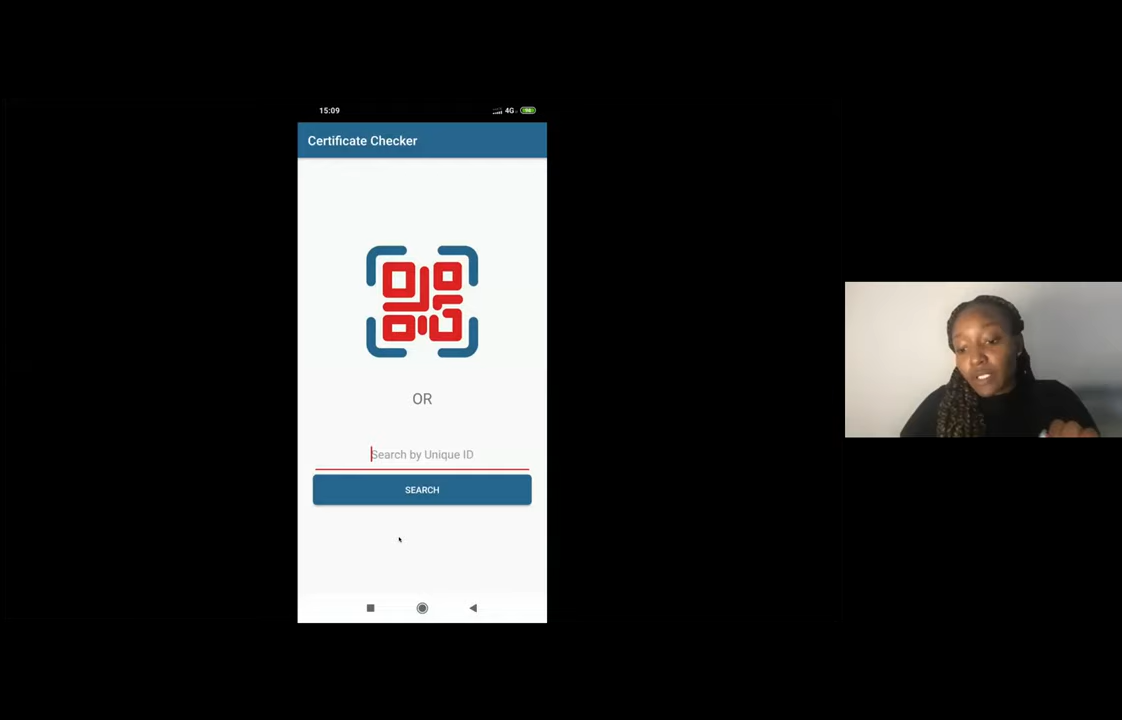 15:09
4G
Certificate Checker
OR
Search by Unique ID
SEARCH